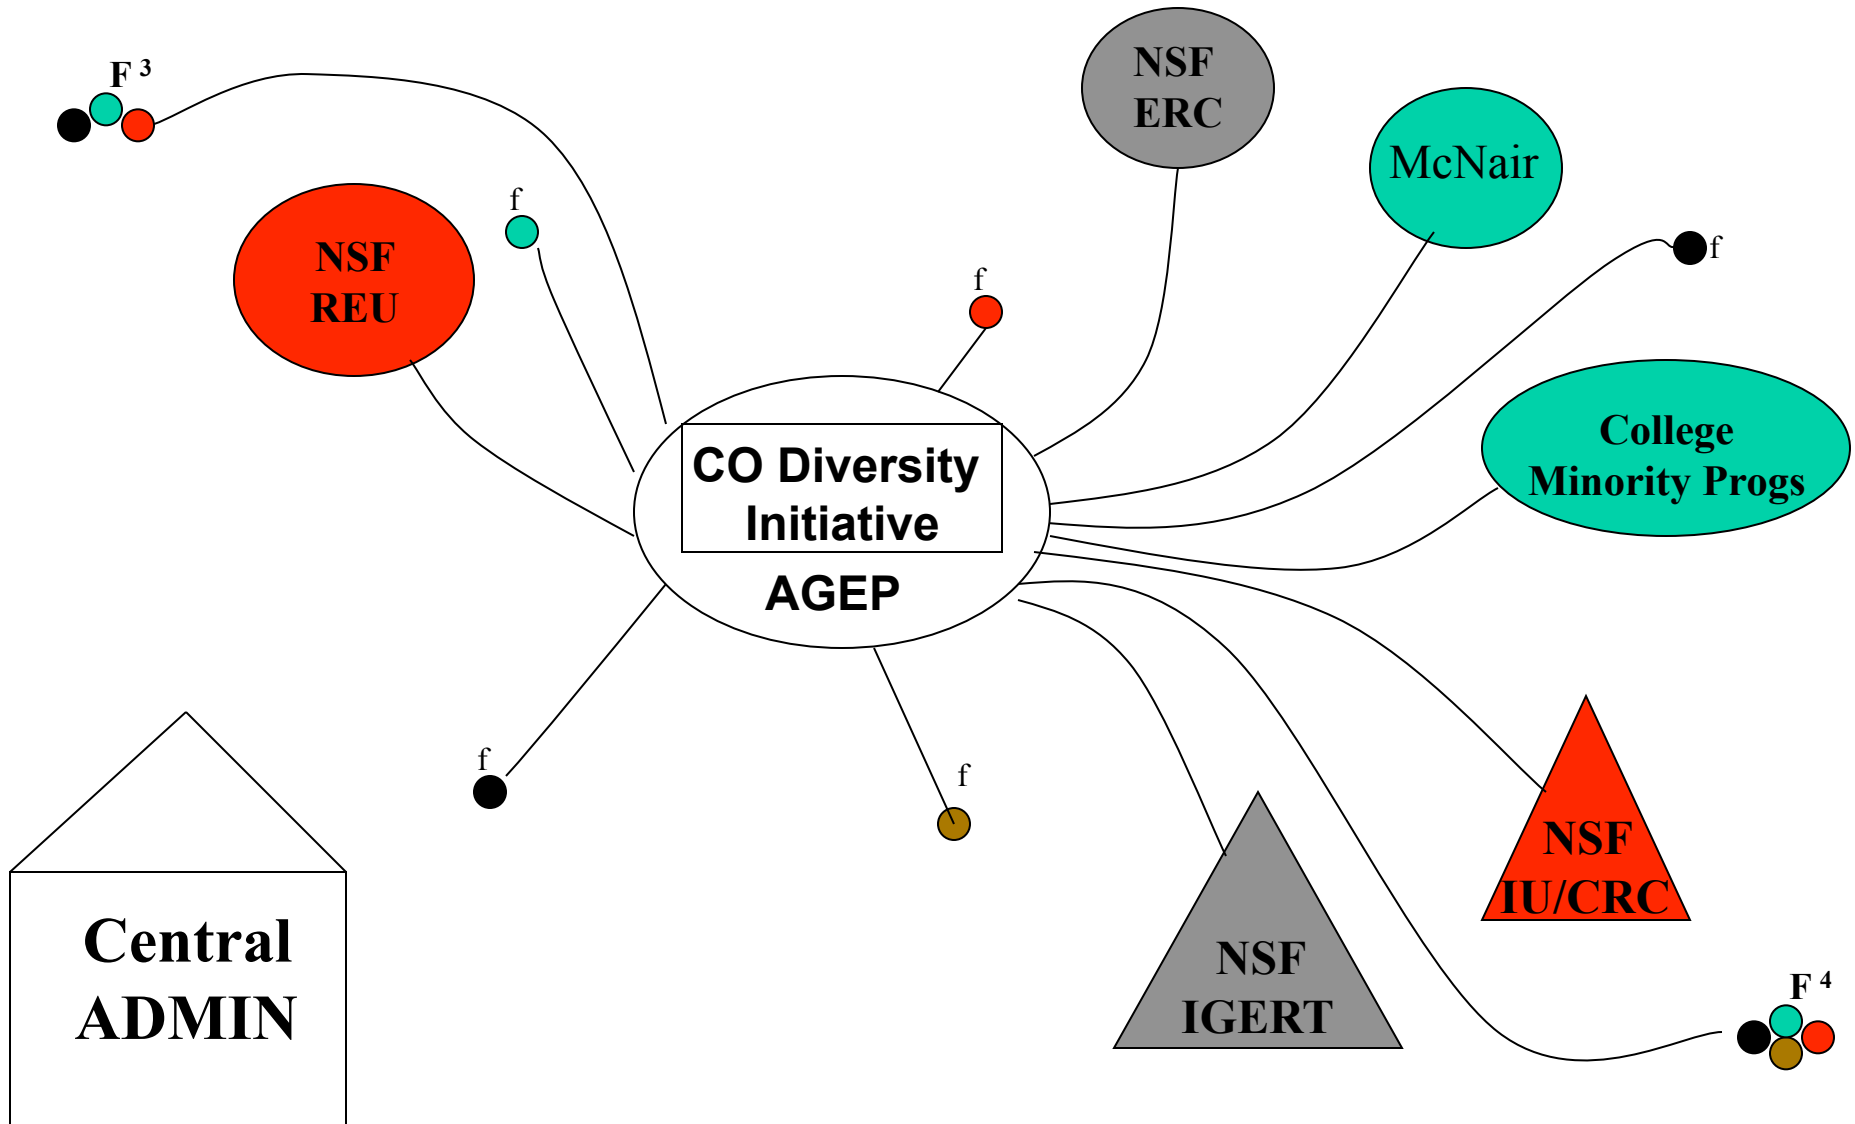 F 3
NSF
ERC
McNair
f
NSF
REU
f
f
College
Minority Progs
CO Diversity
Initiative
AGEP
f
f
NSF
IU/CRC
Central
ADMIN
NSF
IGERT
F 4